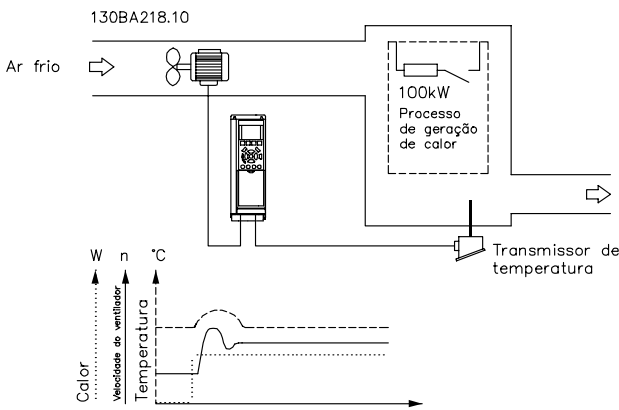 130BA218.10
Ar frio
100kW
Processo
de geração
de calor
Transmissor de
temperatura
W n °C
Calor
Velocidade do ventilador
Temperatura